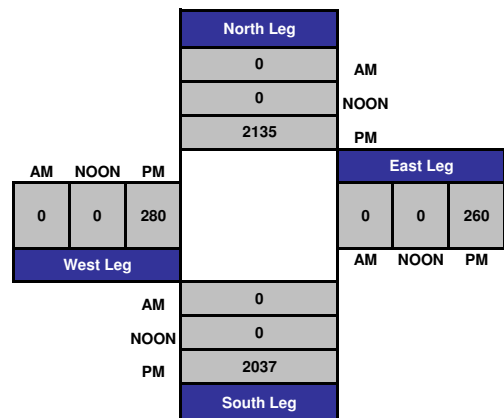 North Leg
0 AM
0 NOON
2135 PM
AM NOON PM
East Leg
0 0 280
0 0 260
West Leg
AM NOON PM
AM 0
NOON 0
PM 2037
South Leg